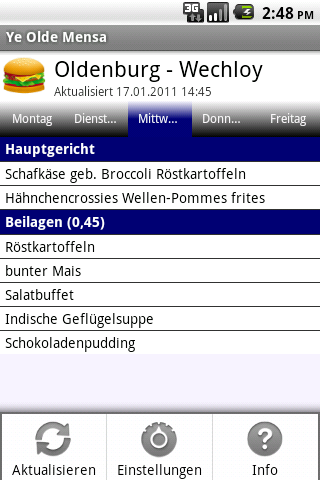 3G 2:48 PM
Ye Olde Mensa
Oldenburg - Wechloy
Aktualisiert 17.01.2011 14:45
Montag Dienst... Mittw... Donn... Freitag
Hauptgericht
Schafkäse geb. Broccoli Röstkartoffeln
Hähnchencrossies Wellen-Pommes frites
Beilagen (0,45)
Röstkartoffeln
bunter Mais
Salatbuffet
Indische Geflügelsuppe
Schokoladenpudding
Aktualisieren Einstellungen Info